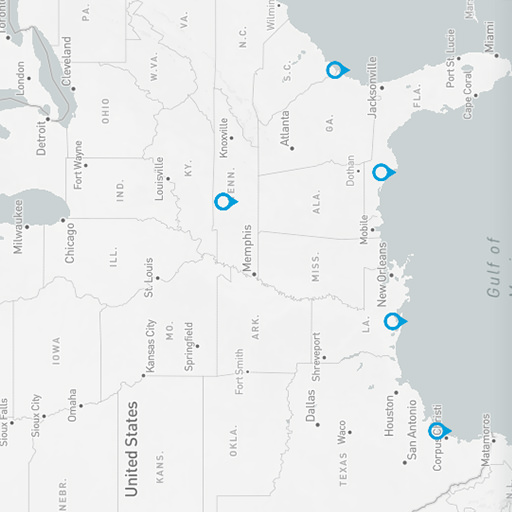 Toronto
London
Detroit
Cleveland
PA.
VA.
W.VA.
OHIO
N.C.
Wilmin
S.C.
Jacksonville
Port St. Lucie
Miami
Cape Coral
FLA.
GA.
Atlanta
Knoxville
Fort Wayne
IND.
Louisville
KY.
ENN.
ALA.
Dothan
Mobile
Milwaukee
Chicago
ILL.
St. Louis
Memphis
MISS.
New Orleans
Gulf of
LA.
ARK.
Springfield
MO.
Kansas City
IOWA
Shreveport
Fort Smith
Omaha
Sioux City
Sioux Falls
United States
KANS.
NEBR.
OKLA.
Dallas
Waco
TEXAS
Houston
San Antonio
Corpus Christi
Matamoros
N.L.